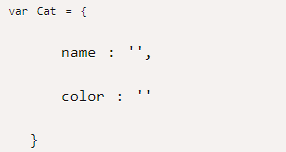 var Cat = {
name : '',
color : ''
}